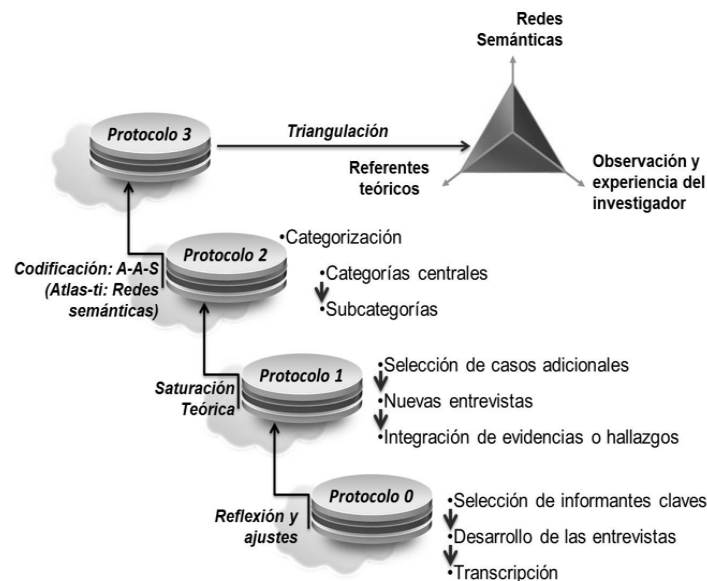 Redes
Semánticas
Protocolo 3
Triangulación
Referentes
teóricos
Observación y
experiencia del
investigador
Protocolo 2
•Categorización
Codificación: A-A-S
(Atlas-ti: Redes
semánticas)
•Categorías centrales
•Subcategorías
Protocolo 1
Saturación
Teórica
•Selección de casos adicionales
•Nuevas entrevistas
•Integración de evidencias o hallazgos
Protocolo 0
Reflexión y
ajustes
•Selección de informantes claves
•Desarrollo de las entrevistas
•Transcripción